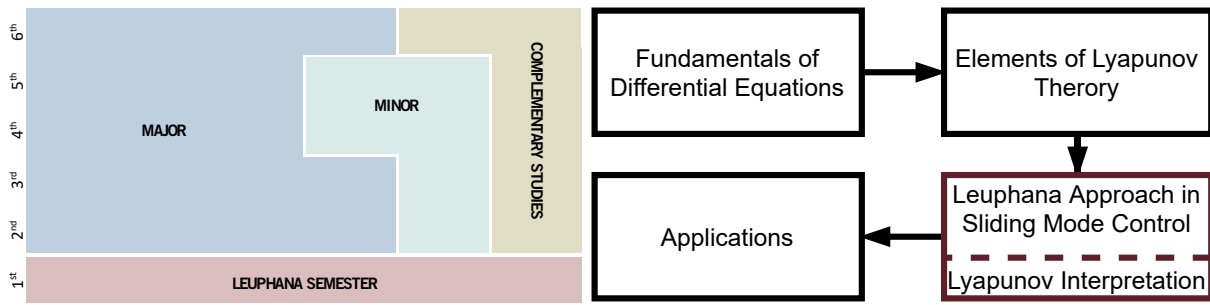 6th
5th
4th
3rd
2nd
1st
MAJOR
MINOR
COMPLEMENTARY STUDIES
LEUPHANA SEMESTER
Fundamentals of
Differential Equations
Elements of Lyapunov
Therory
Leuphana Approach in
Sliding Mode Control
Lyapunov Interpretation
Applications